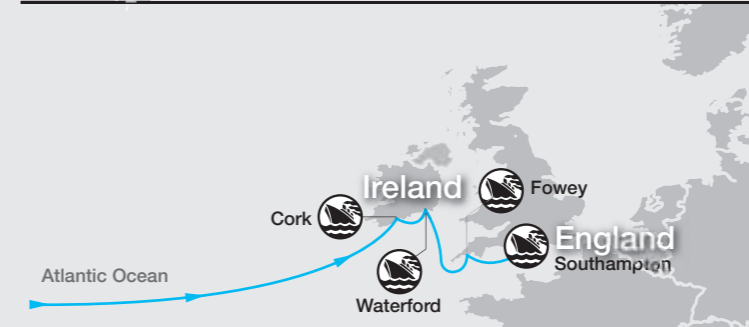 Ireland
Fowey
Cork
England
Southampton
Atlantic Ocean
Waterford